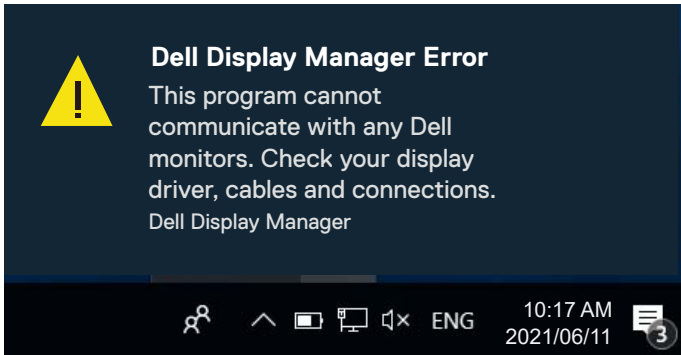 Dell Display Manager Error
This program cannot
communicate with any Dell
monitors. Check your display
driver, cables and connections.
Dell Display Manager
ENG
10:17 AM
2021/06/11
3